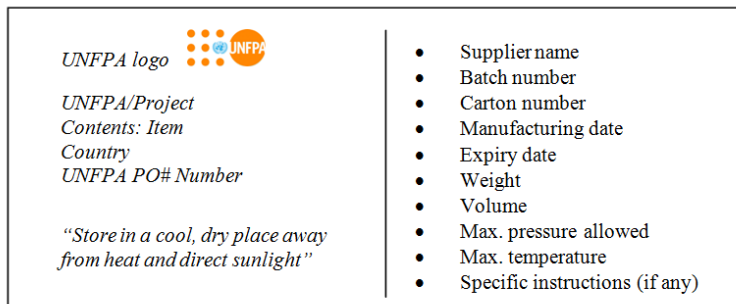 UNFPA logo
UNFPA
UNFPA/Project
Contents: Item
Country
UNFPA PO# Number
“Store in a cool, dry place away
from heat and direct sunlight”
• Supplier name
• Batch number
• Carton number
• Manufacturing date
• Expiry date
• Weight
• Volume
• Max. pressure allowed
• Max. temperature
• Specific instructions (if any)